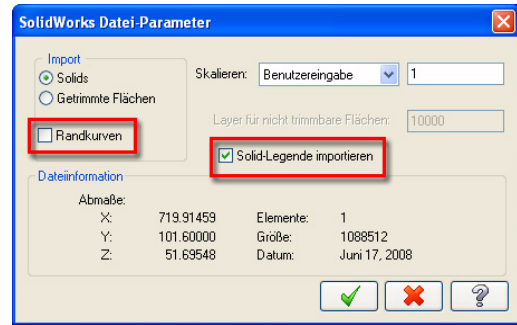 SolidWorks Datei-Parameter
Import
Solids
Getrimmte Flächen
Randkurven
Skalieren: Benutzereingabe 1
Layer für nicht trimmbare Flächen: 10000
Solid-Legende importieren
Dateiinformation
Abmaße:
X: 719.91459 Elemente: 1
Y: 101.60000 Größe: 1088512
Z: 51.69548 Datum: Juni 17, 2008